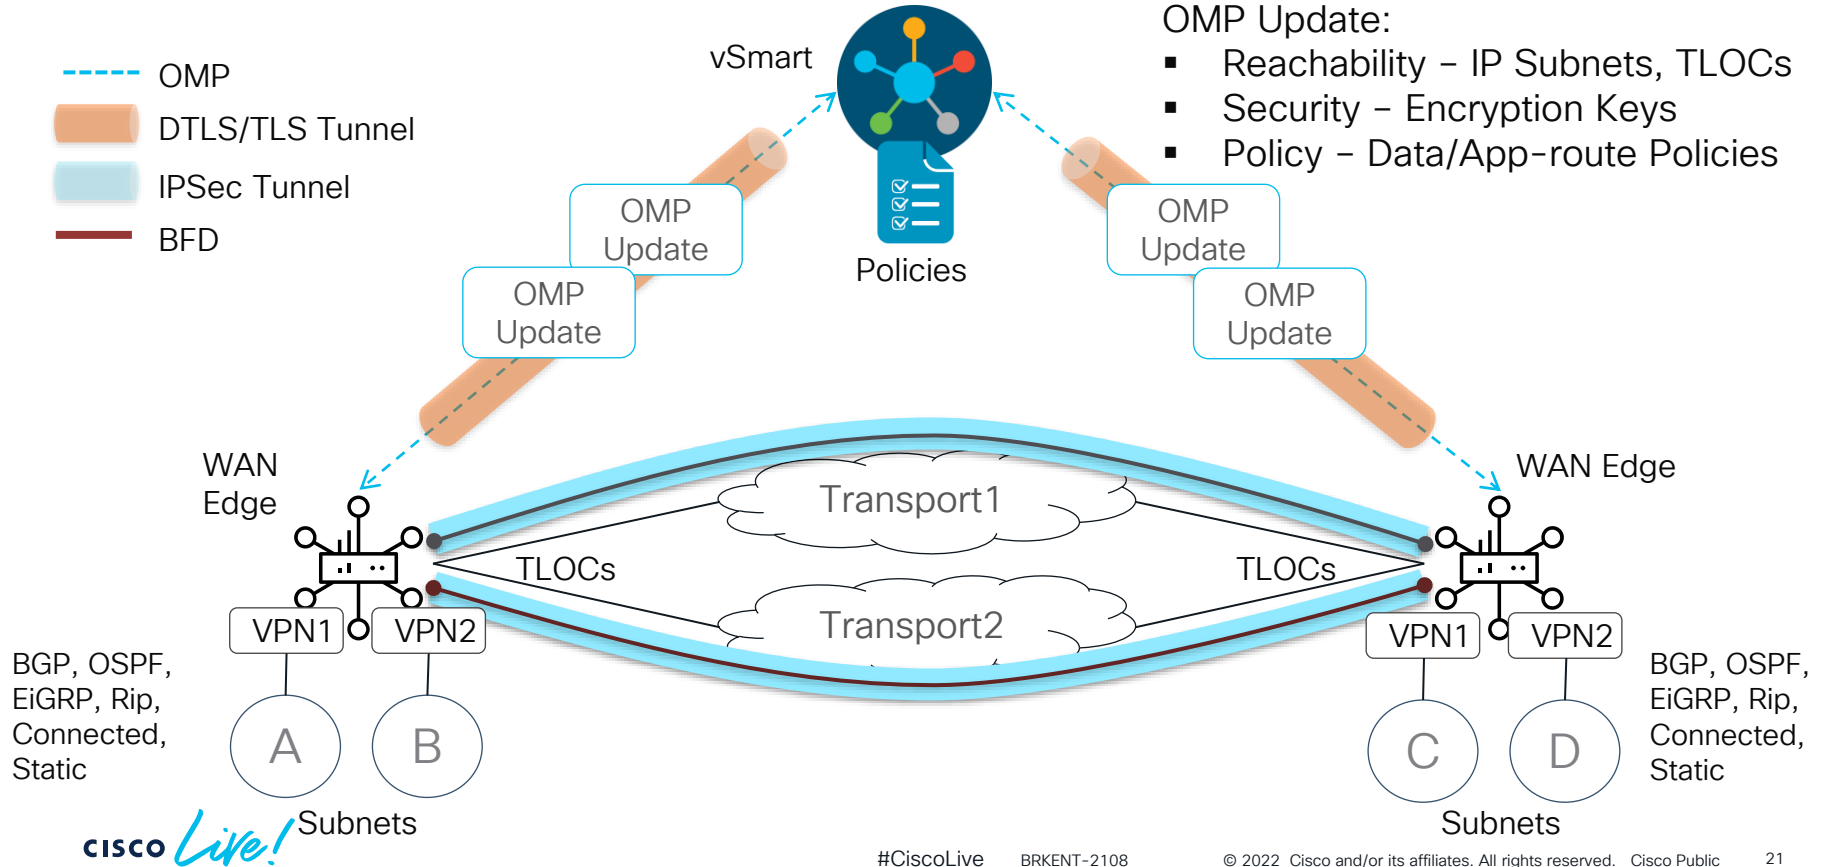 OMP
DTLS/TLS Tunnel
IPSec Tunnel
BFD
vSmart
Policies
OMP Update:
▪ Reachability – IP Subnets, TLOCs
▪ Security – Encryption Keys
▪ Policy – Data/App-route Policies
OMP
Update
OMP
Update
OMP
Update
OMP
Update
WAN
Edge
WAN Edge
Transport1
TLOCs
TLOCs
Transport2
VPN1
VPN2
VPN1
VPN2
BGP, OSPF,
EiGRP, Rip,
Connected,
Static
A
B
C
D
BGP, OSPF,
EiGRP, Rip,
Connected,
Static
Subnets
Subnets
CISCO Live!
#CiscoLive BRKENT-2108 © 2022 Cisco and/or its affiliates. All rights reserved. Cisco Public 21